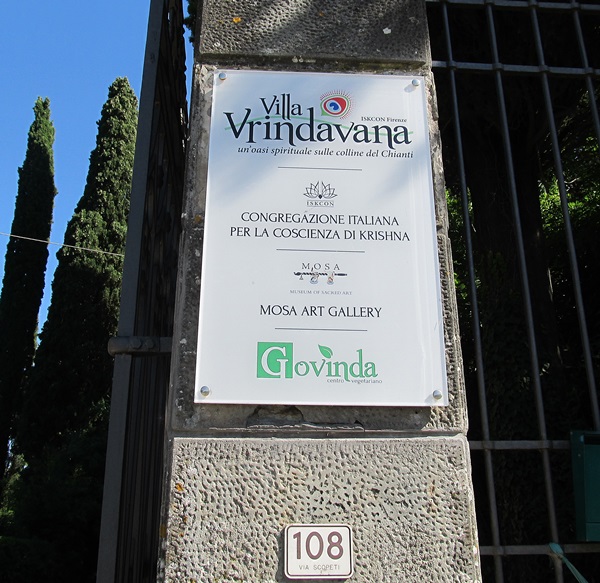 Villa
Vrindavana
ISKCON Firenze
un'oasi spirituale sulle colline del Chianti
ISKCON
CONGREGAZIONE ITALIANA
PER LA COSCIENZA DI KRISHNA
MOSA
MUSEUM OF SACRED ART
MOSA ART GALLERY
Govinda
centro vegetariano
108
VIA SCOPETI